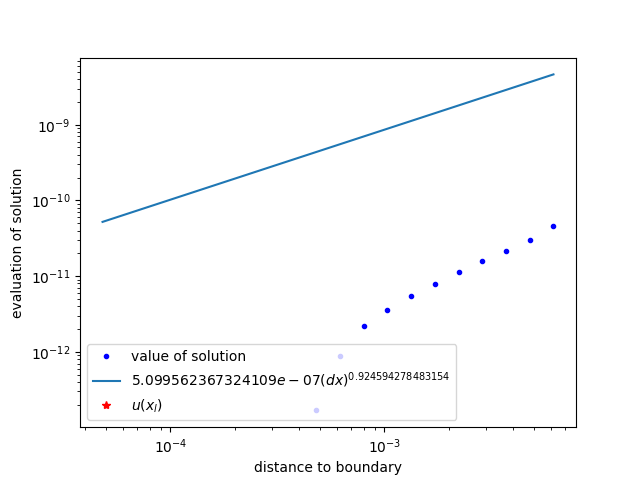 10⁻⁹
10⁻¹⁰
10⁻¹¹
10⁻¹²
evaluation of solution
value of solution
5.099562367324109e − 07(dx)^0.924594278483154
u(x_l)
10⁻⁴ 10⁻³
distance to boundary